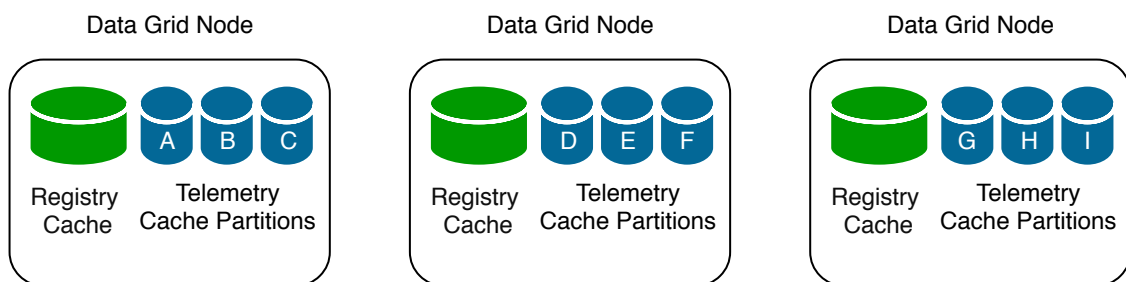 Data Grid Node
A B C
Registry
Cache
Telemetry
Cache Partitions
Data Grid Node
D E F
Registry
Cache
Telemetry
Cache Partitions
Data Grid Node
G H I
Registry
Cache
Telemetry
Cache Partitions